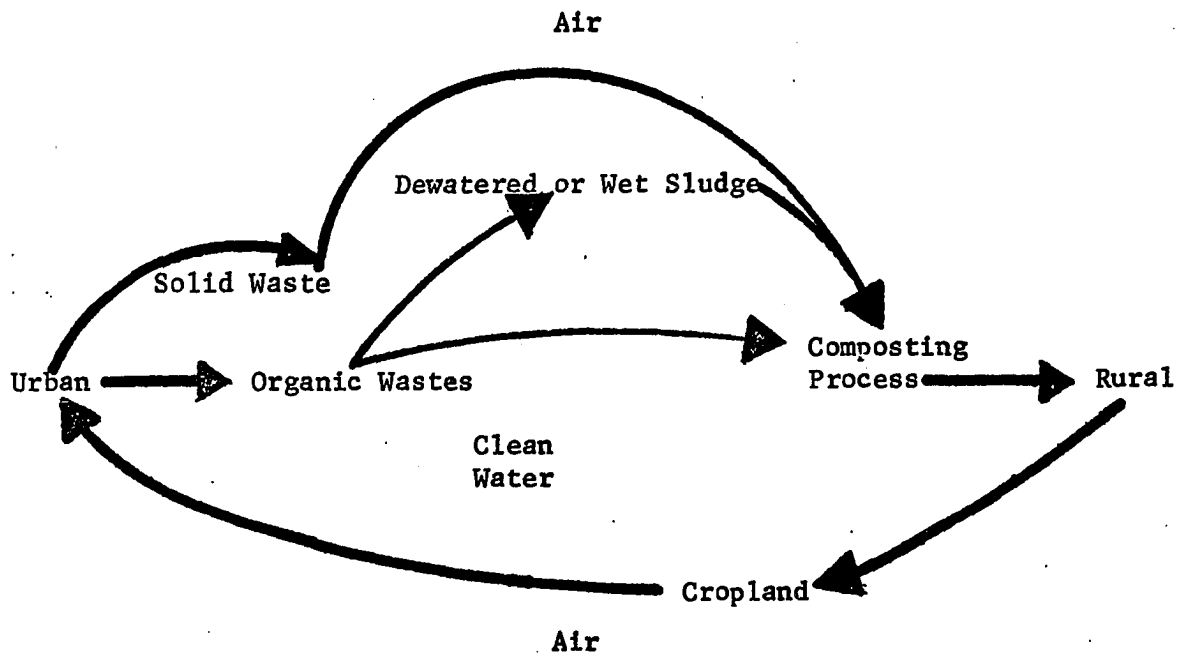 Air
Dewatered or Wet Sludge
Solid Waste
Composting
Process
Urban
Organic Wastes
Rural
Clean
Water
Cropland
Air